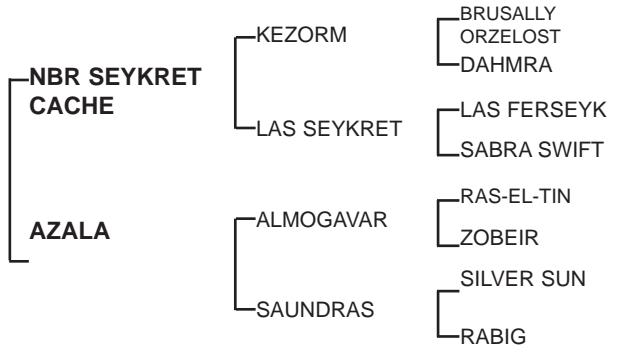 NBR SEYKRET
CACHE
AZALA
KEZORM
LAS SEYKRET
ALMOGAVAR
SAUNDRAS
BRUSALLY
ORZELOST
DAHMRA
LAS FERSEYK
SABRA SWIFT
RAS-EL-TIN
ZOBEIR
SILVER SUN
RABIG